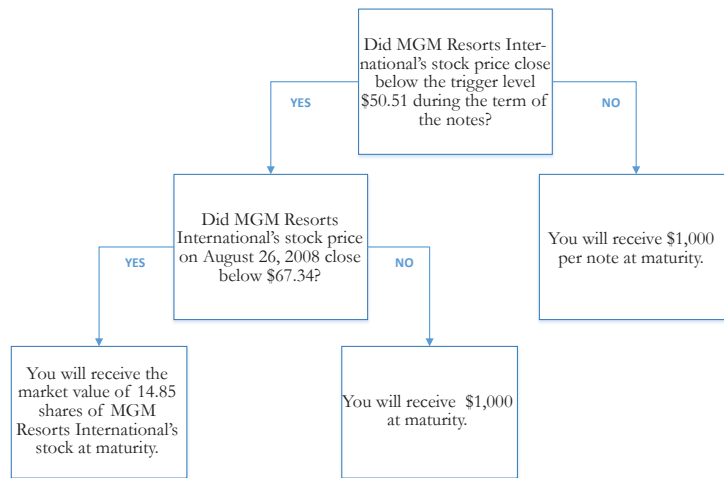 Did MGM Resorts Inter-
national's stock price close
below the trigger level
$50.51 during the term of
the notes?
YES
NO
Did MGM Resorts
International's stock price
on August 26, 2008 close
below $67.34?
You will receive $1,000
per note at maturity.
YES
NO
You will receive the
market value of 14.85
shares of MGM
Resorts International's
stock at maturity.
You will receive $1,000
at maturity.